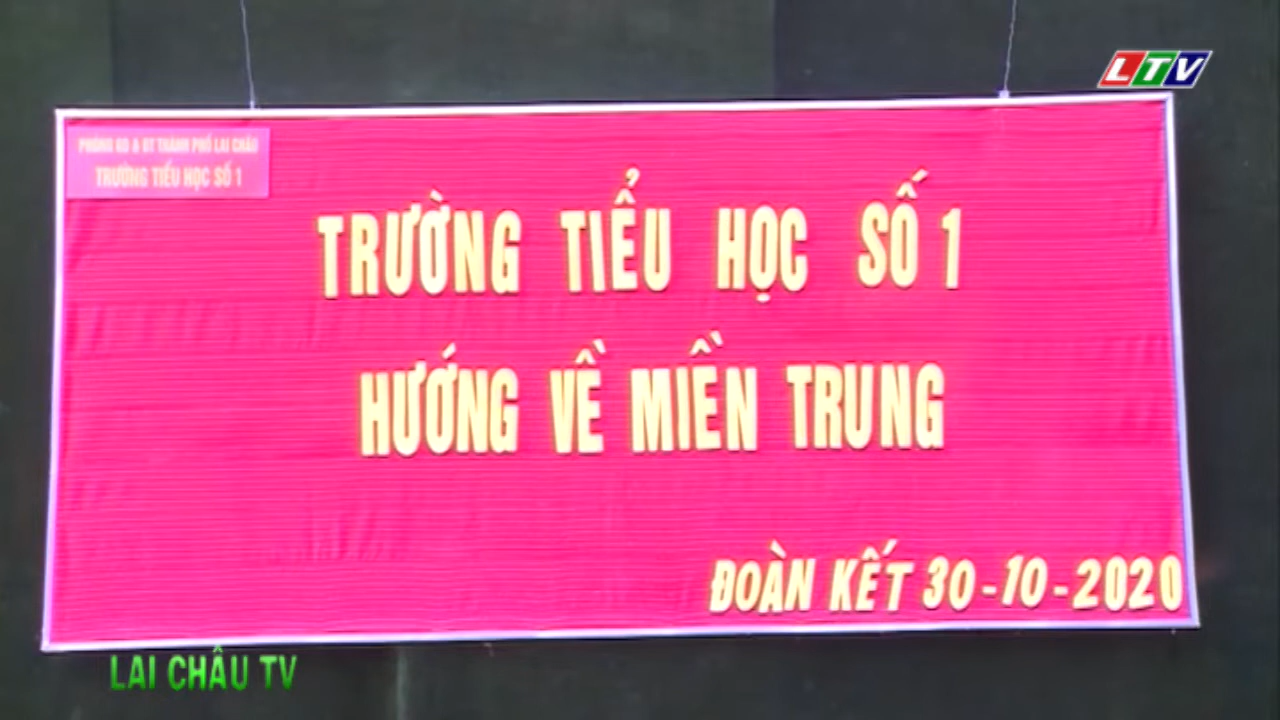 LTV
PHÒNG GD & ĐT THÀNH PHỐ LAI CHÂU
TRƯỜNG TIỂU HỌC SỐ 1
TRƯỜNG TIỂU HỌC SỐ 1
HƯỚNG VỀ MIỀN TRUNG
ĐOÀN KẾT 30-10-2020
LAI CHÂU TV